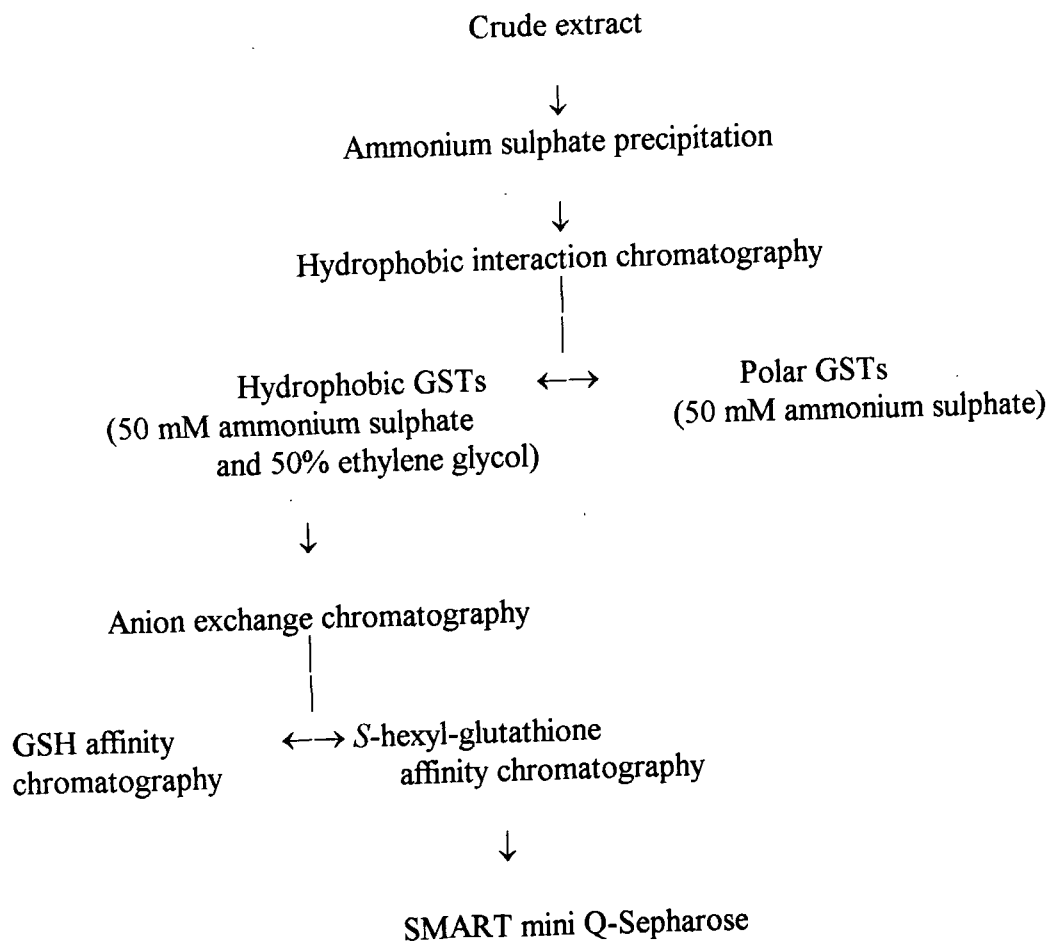 Crude extract
↓
Ammonium sulphate precipitation
↓
Hydrophobic interaction chromatography
Hydrophobic GSTs ←→ Polar GSTs
(50 mM ammonium sulphate (50 mM ammonium sulphate)
and 50% ethylene glycol)
↓
Anion exchange chromatography
GSH affinity ←→ S-hexyl-glutathione
chromatography affinity chromatography
↓
SMART mini Q-Sepharose